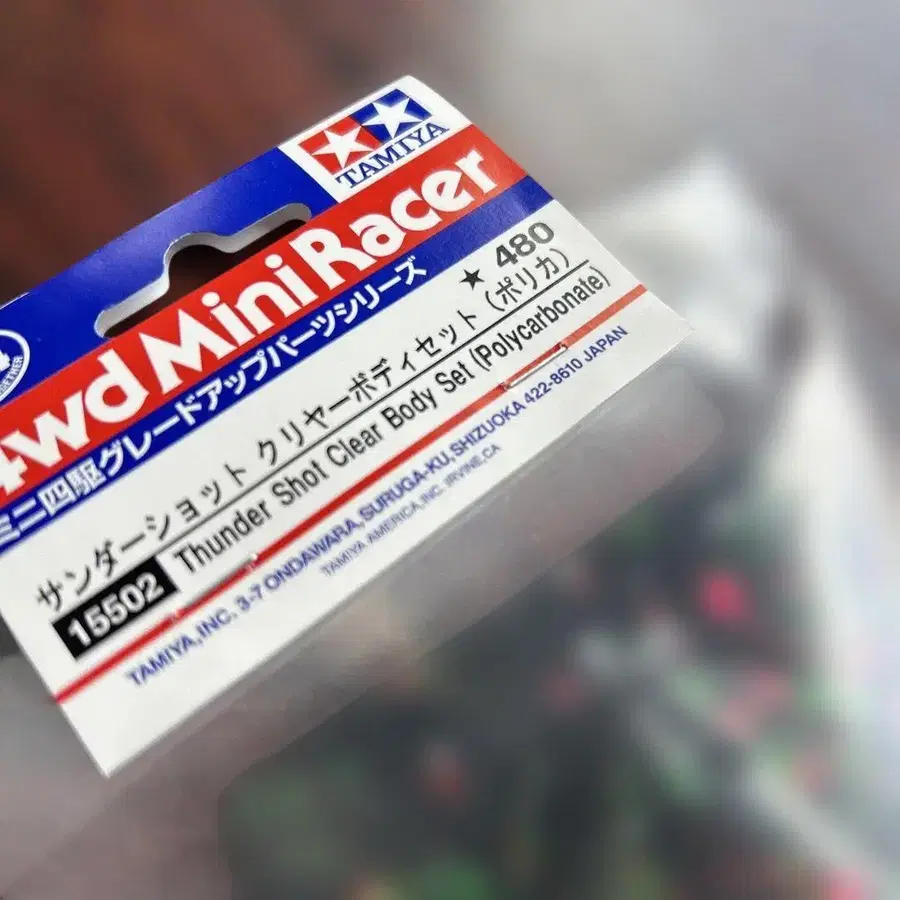 TAMIYA
4wd Mini Racer
ミニ四駆グレードアップパーツシリーズ
★ 480
サンダーショット クリヤーボディセット (ポリカ)
15502 Thunder Shot Clear Body Set (Polycarbonate)
TAMIYA, INC. 3-7 ONDAWARA, SURUGA-KU, SHIZUOKA 422-8610 JAPAN
TAMIYA AMERICA, INC. IRVINE, CA